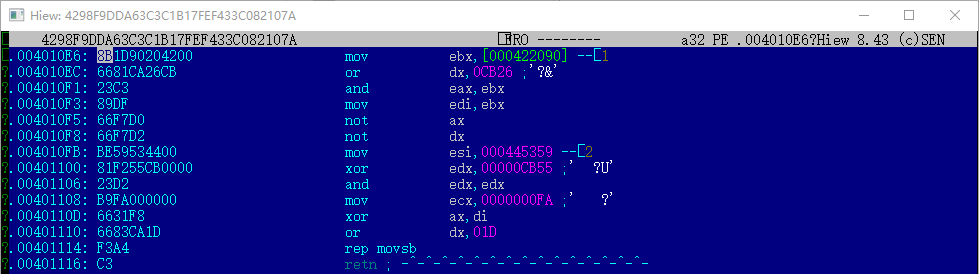 Hiew: 4298F9DDA63C3C1B17FEF433C082107A
4298F9DDA63C3C1B17FEF433C082107A FRO -------- a32 PE .004010E6?Hiew 8.43 (c)SEN
.004010E6: 8B1D90204200 mov ebx,[000422090] --[1
?.004010EC: 6681CA26CB or dx,0CB26 ;'?&'
?.004010F1: 23C3 and eax,ebx
?.004010F3: 89DF mov edi,ebx
?.004010F5: 66F7D0 not ax
?.004010F8: 66F7D2 not dx
?.004010FB: BE59534400 mov esi,000445359 --[2
?.00401100: 81F255CB0000 xor edx,00000CB55 ;' ?U'
?.00401106: 23D2 and edx,edx
?.00401108: B9FA000000 mov ecx,0000000FA ;' ?'
?.0040110D: 6631F8 xor ax,di
?.00401110: 6683CA1D or dx,01D
?.00401114: F3A4 rep movsb
?.00401116: C3 retn ; -^-^-^-^-^-^-^-^-^-^-^-^-^-^-^-^-